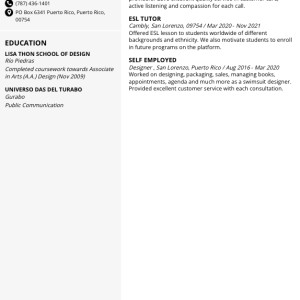 (787) 436-1401
PO Box 6341 Puerto Rico, Puerto Rico,
00754
EDUCATION
LISA THON SCHOOL OF DESIGN
Rio Piedras
Completed coursework towards Associate
in Arts (A.A.) Design (Nov 2009)
UNIVERSO DAS DEL TURABO
Gurabo
Public Communication
active listening and compassion for each call.
ESL TUTOR
Cambly, San Lorenzo, 09754 / Mar 2020 - Nov 2021
Offered ESL lesson to students worldwide of different
backgrounds and ethnicity. We also motivate students to enroll
in future programs on the platform.
SELF EMPLOYED
Designer . San Lorenzo, Puerto Rico / Aug 2016 - Mar 2020
Worked on designing, packaging, sales, managing books,
appointments, agenda and much more as a swimsuit designer.
Provided excellent customer service with each consultation.